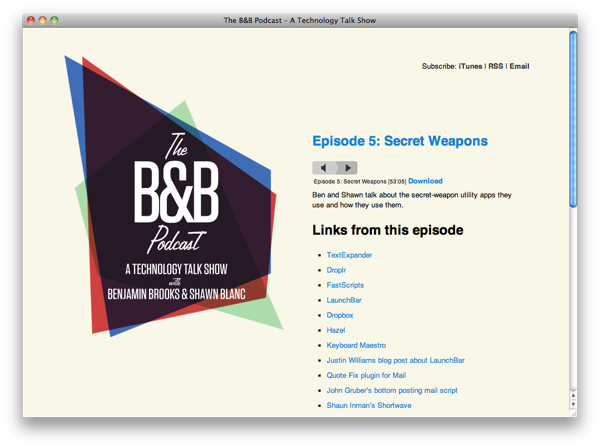 The B&B Podcast – A Technology Talk Show
Subscribe: iTunes | RSS | Email
The
B&B
Podcast
A TECHNOLOGY TALK SHOW
with
BENJAMIN BROOKS & SHAWN BLANC
Episode 5: Secret Weapons
Episode 5: Secret Weapons [53:05] Download
Ben and Shawn talk about the secret-weapon utility apps they
use and how they use them.
Links from this episode
TextExpander
Droplr
FastScripts
LaunchBar
Dropbox
Hazel
Keyboard Maestro
Justin Williams blog post about LaunchBar
Quote Fix plugin for Mail
John Gruber's bottom posting mail script
Shaun Inman's Shortwave